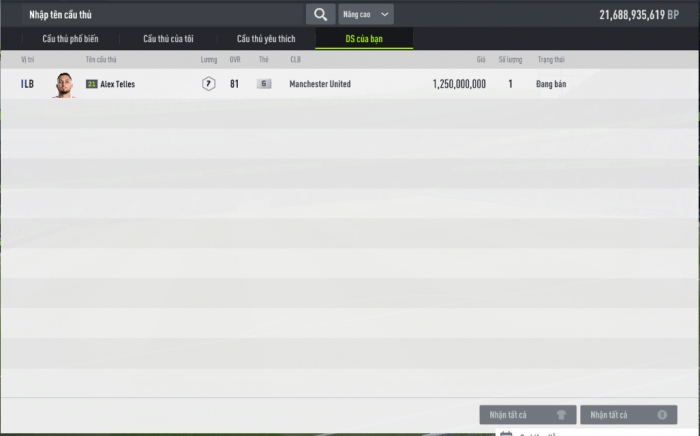 Nhập tên cầu thủ Nâng cao 21,688,935,619 BP
Cầu thủ phổ biến Cầu thủ của tôi Cầu thủ yêu thích DS của bạn
Vị trí Tên cầu thủ Lương OVR Thẻ CLB Giá Số lượng Trạng thái
LB 21 Alex Telles 7 81 6 Manchester United 1,250,000,000 1 Đang bán
Nhận tất cả Nhận tất cả